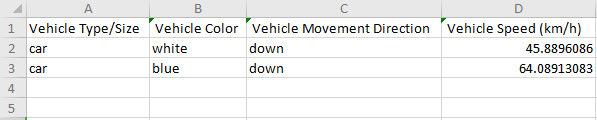 A B C D
1 Vehicle Type/Size Vehicle Color Vehicle Movement Direction Vehicle Speed (km/h)
2 car white down 45.8896086
3 car blue down 64.08913083
4
5